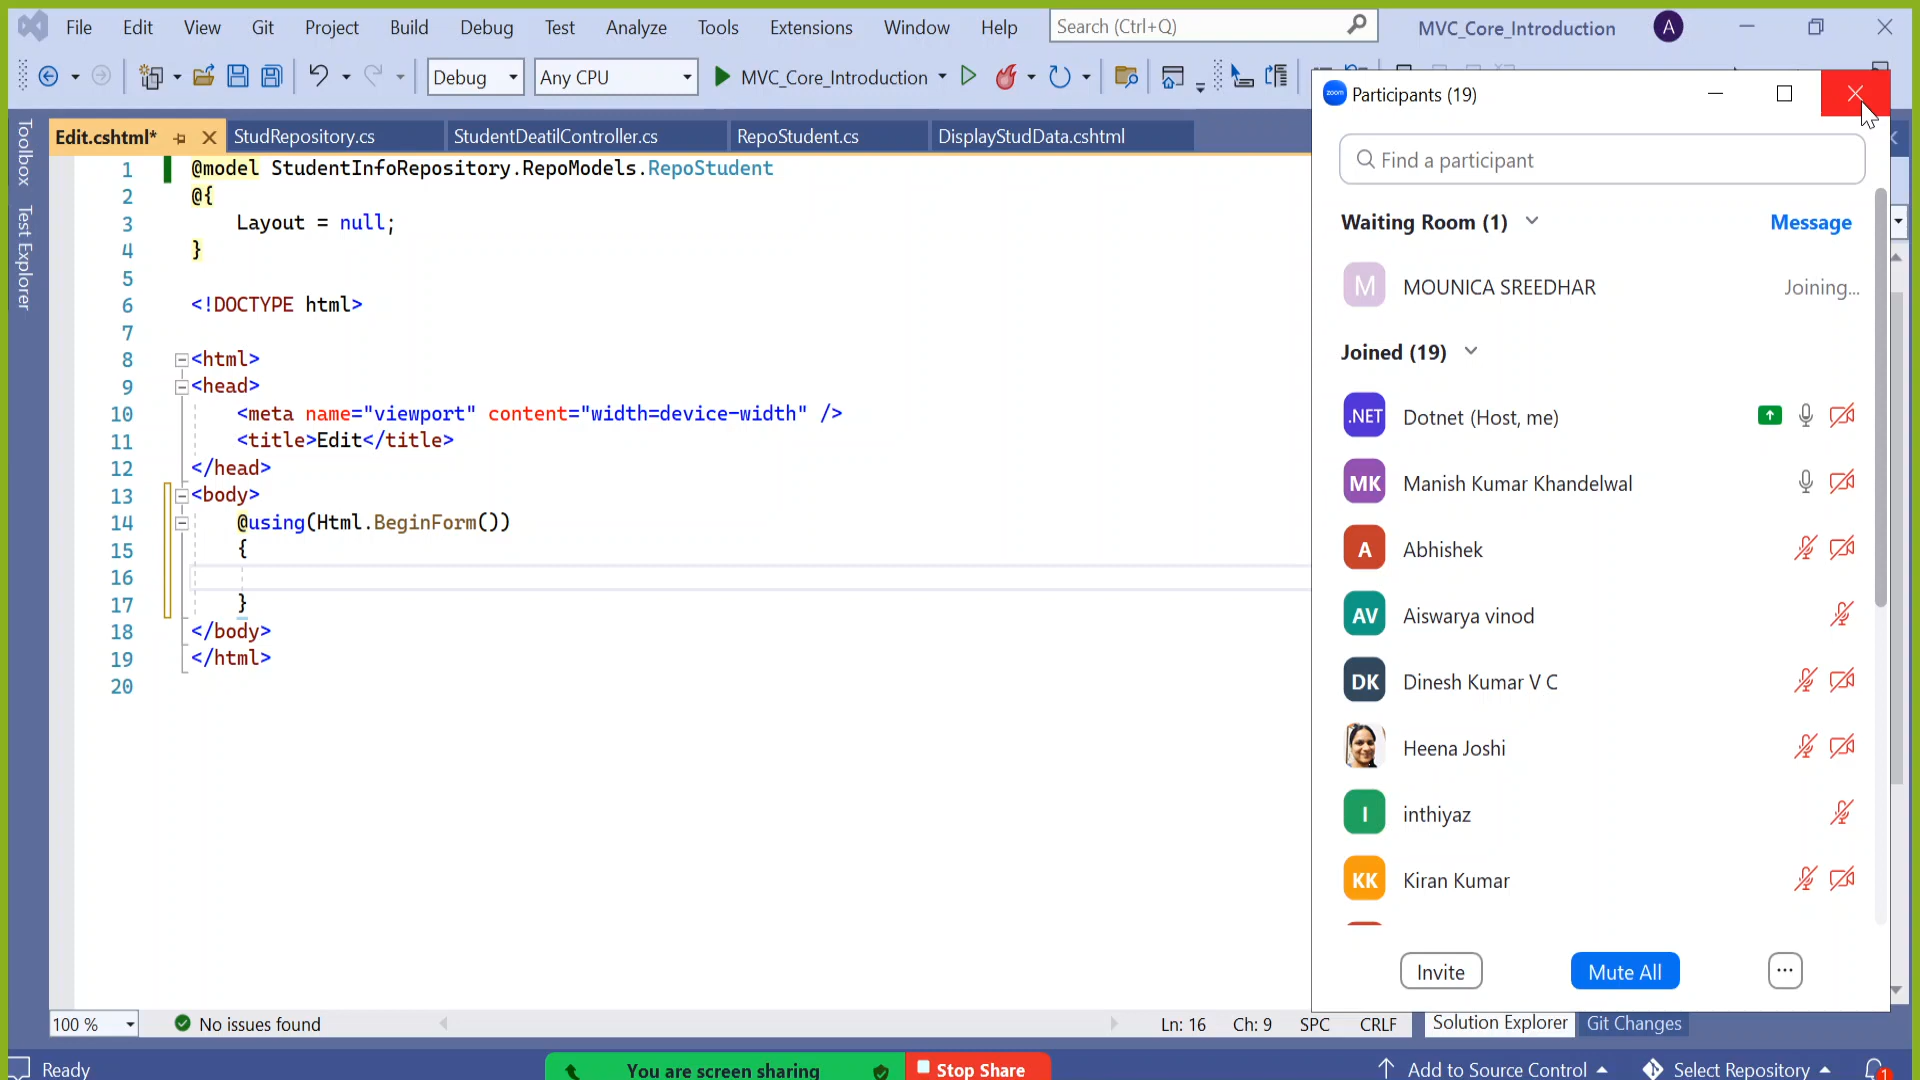 File Edit View Git Project Build Debug Test Analyze Tools Extensions Window Help Search (Ctrl+Q) MVC_Core_Introduction A
Debug Any CPU MVC_Core_Introduction
Edit.cshtml* StudRepository.cs StudentDeatilController.cs RepoStudent.cs DisplayStudData.cshtml
Toolbox
Test Explorer
1 @model StudentInfoRepository.RepoModels.RepoStudent
2 @{
3 Layout = null;
4 }
5
6 <!DOCTYPE html>
7
8 <html>
9 <head>
10 <meta name="viewport" content="width=device-width" />
11 <title>Edit</title>
12 </head>
13 <body>
14 @using(Html.BeginForm())
15 {
16
17 }
18 </body>
19 </html>
20
zoom Participants (19)
Find a participant
Waiting Room (1) Message
M MOUNICA SREEDHAR Joining...
Joined (19)
.NET Dotnet (Host, me)
MK Manish Kumar Khandelwal
A Abhishek
AV Aiswarya vinod
DK Dinesh Kumar V C
Heena Joshi
I inthiyaz
KK Kiran Kumar
Invite Mute All ...
100 % No issues found Ln: 16 Ch: 9 SPC CRLF Solution Explorer Git Changes
Ready You are screen sharing Stop Share Add to Source Control Select Repository 1